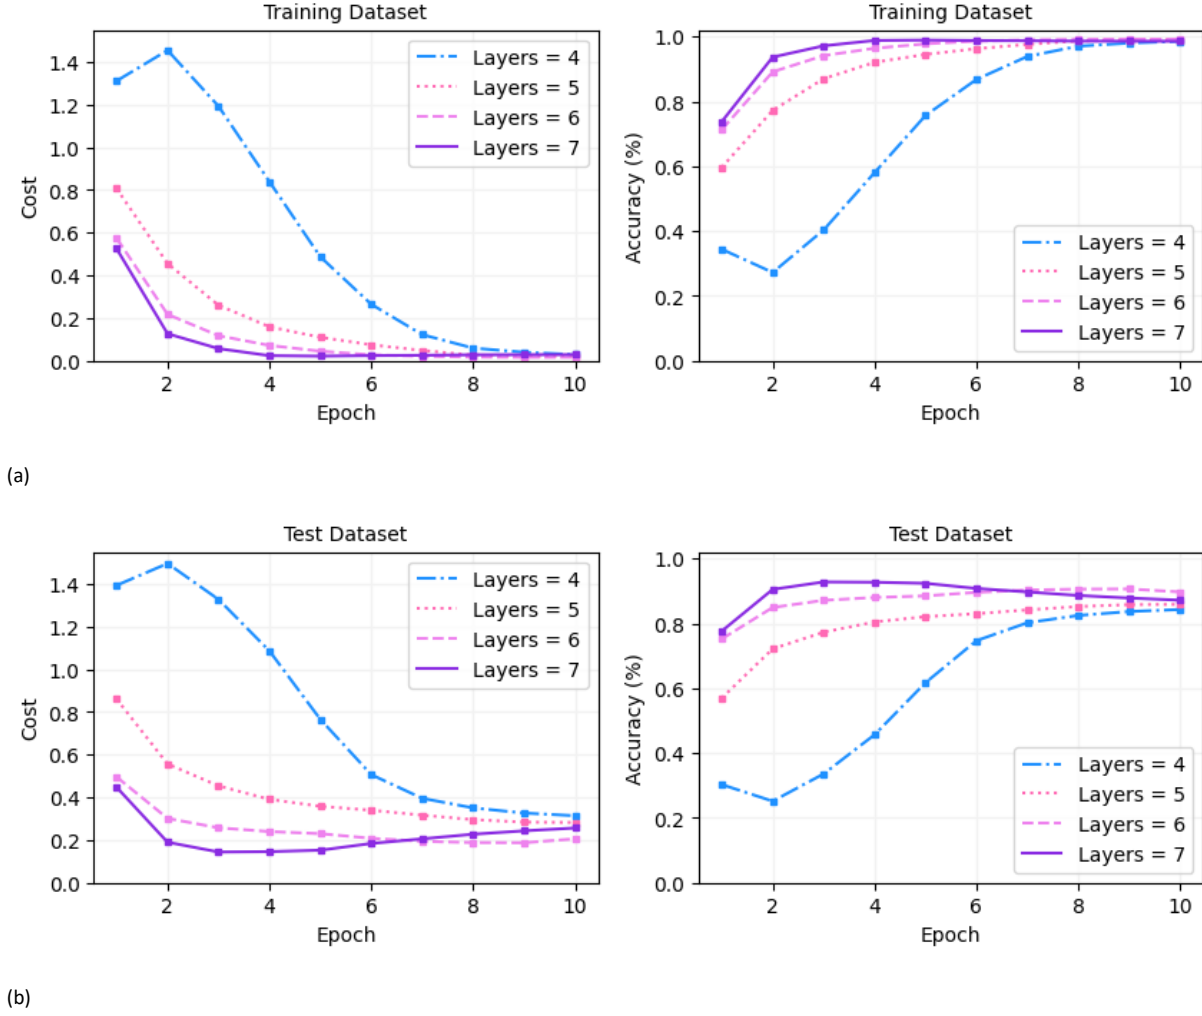 Training Dataset
Cost
1.4
1.2
1.0
0.8
0.6
0.4
0.2
0.0
Layers = 4
Layers = 5
Layers = 6
Layers = 7
2 4 6 8 10
Epoch
Training Dataset
Accuracy (%)
1.0
0.8
0.6
0.4
0.2
0.0
Layers = 4
Layers = 5
Layers = 6
Layers = 7
2 4 6 8 10
Epoch
(a)
Test Dataset
Cost
1.4
1.2
1.0
0.8
0.6
0.4
0.2
0.0
Layers = 4
Layers = 5
Layers = 6
Layers = 7
2 4 6 8 10
Epoch
Test Dataset
Accuracy (%)
1.0
0.8
0.6
0.4
0.2
0.0
Layers = 4
Layers = 5
Layers = 6
Layers = 7
2 4 6 8 10
Epoch
(b)